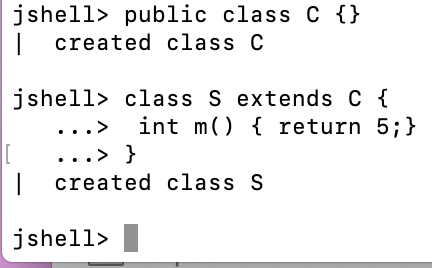 jshell> public class C {}
|  created class C
jshell> class S extends C {
   ...>  int m() { return 5;}
   ...> }
|  created class S
jshell>